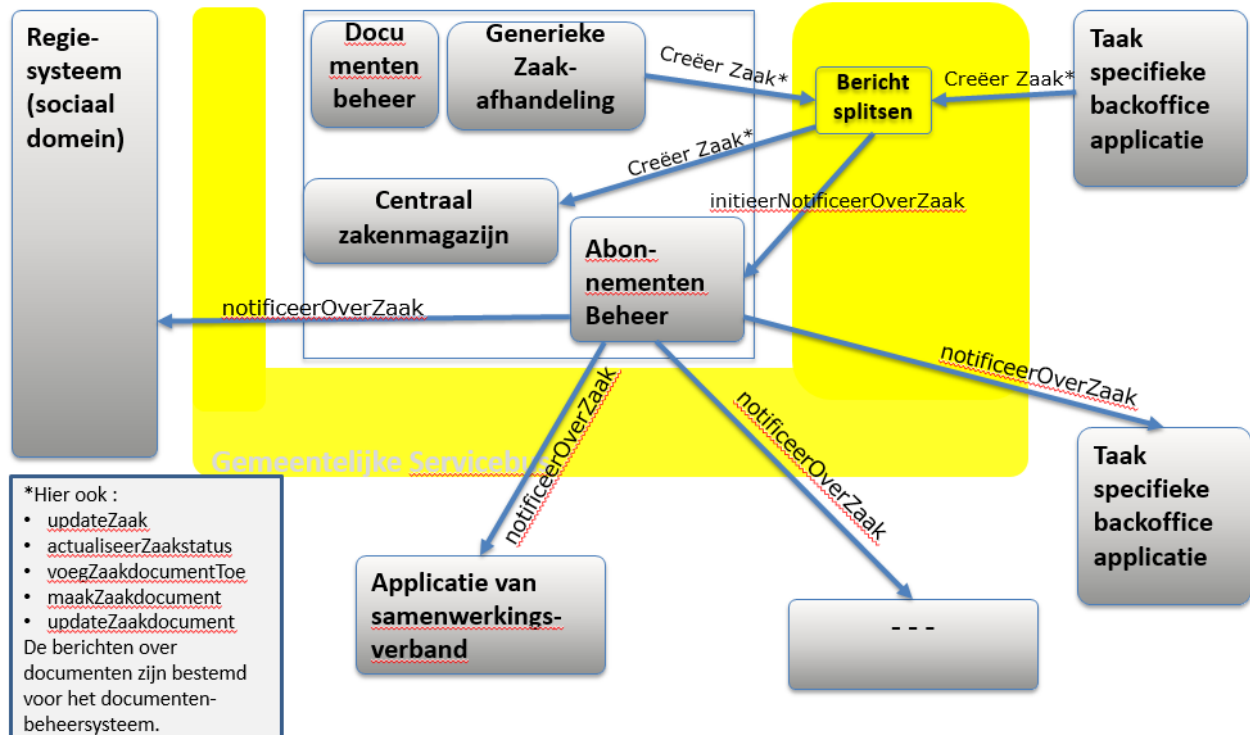 Regie-
systeem
(sociaal
domein)
Docu
menten
beheer
Generieke
Zaak-
afhandeling
Creëer Zaak*
Bericht
splitsen
Creëer Zaak*
Taak
specifieke
backoffice
applicatie
Creëer Zaak*
Centraal
zakenmagazijn
initieerNotificeerOverZaak
Abon-
nementen
Beheer
notificeerOverZaak
notificeerOverZaak
notificeerOverZaak
notificeerOverZaak
Gemeentelijke Servicebus
Taak
specifieke
backoffice
applicatie
Applicatie van
samenwerkings-
verband
- - -
*Hier ook :
• updateZaak
• actualiseerZaakstatus
• voegZaakdocumentToe
• maakZaakdocument
• updateZaakdocument
De berichten over
documenten zijn bestemd
voor het documenten-
beheersysteem.